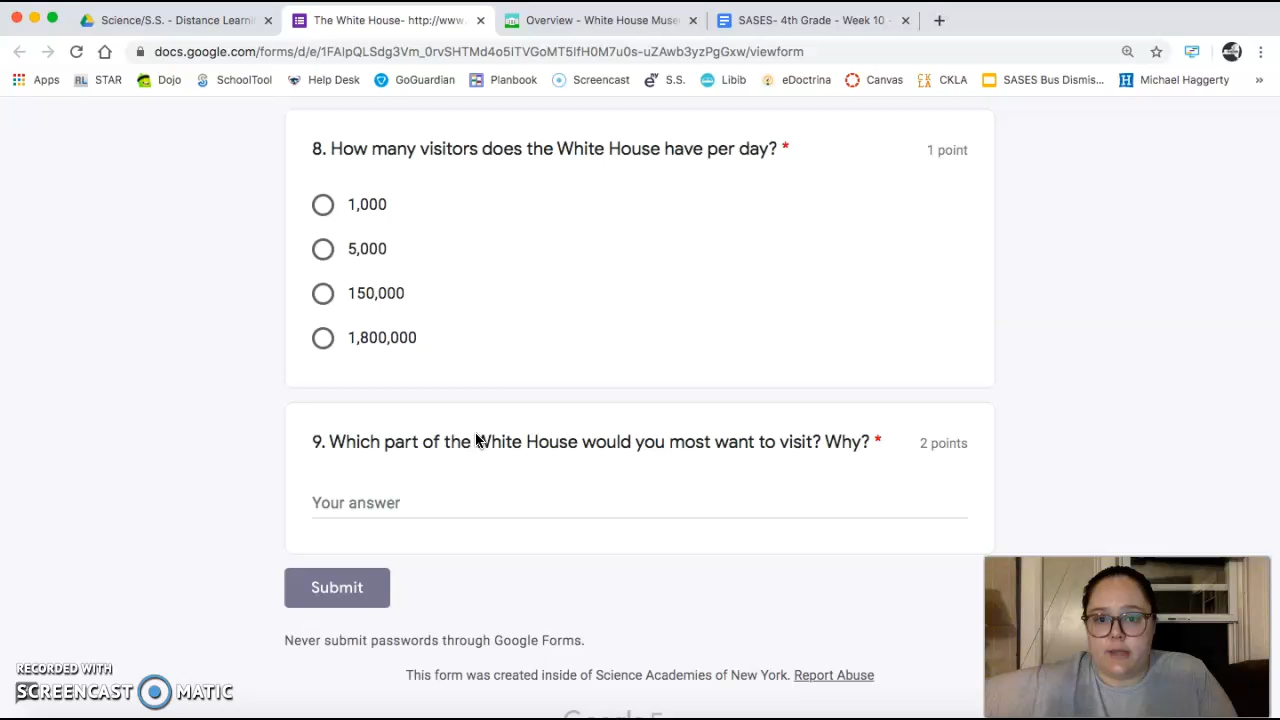 Science/S.S. - Distance Learni
The White House- http://www.
Overview - White House Muse
SASES- 4th Grade - Week 10 -
docs.google.com/forms/d/e/1FAIpQLSdg3Vm_0rvSHTMd4o5ITVGoMT5IfH0M7u0s-uZAwb3yzPgGxw/viewform
Apps RL STAR Dojo SchoolTool Help Desk GoGuardian Planbook Screencast S.S. Libib eDoctrina Canvas CKLA SASES Bus Dismis... H Michael Haggerty »
8. How many visitors does the White House have per day? *
1 point
1,000
5,000
150,000
1,800,000
9. Which part of the White House would you most want to visit? Why? *
2 points
Your answer
Submit
Never submit passwords through Google Forms.
This form was created inside of Science Academies of New York. Report Abuse
RECORDED WITH
SCREENCAST MATIC